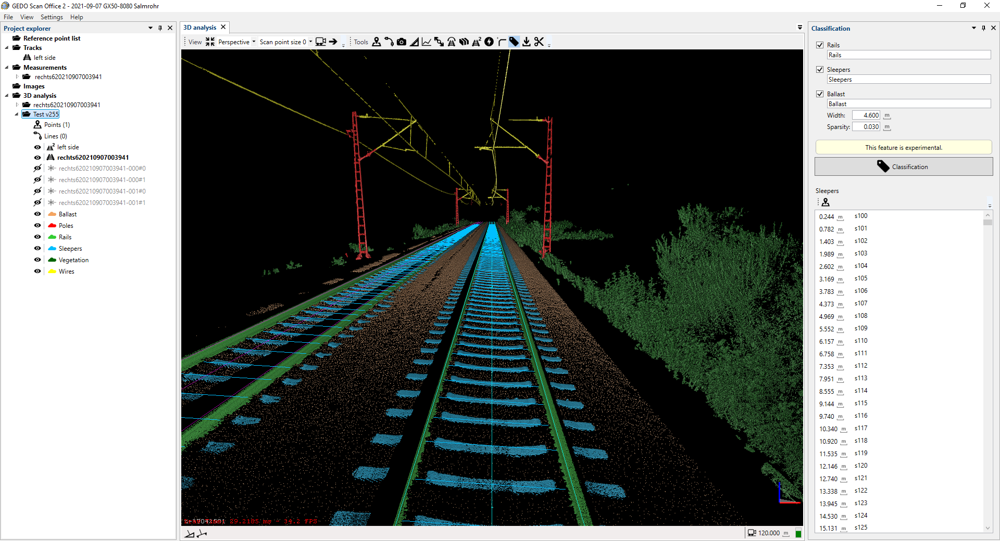 GEDO Scan Office 2 - 2021-09-07 GX50-8080 Salmrohr
File View Settings Help
Project explorer
Reference point list
Tracks
left side
Measurements
rechts620210907003941
Images
3D analysis
rechts620210907003941
Test v255
Points (1)
Lines (0)
left side
rechts620210907003941
rechts620210907003941-000#0
rechts620210907003941-000#1
rechts620210907003941-001#0
rechts620210907003941-001#1
Ballast
Poles
Rails
Sleepers
Vegetation
Wires
3D analysis
View Perspective Scan point size 0 Tools
29.2185 ms ~ 34.2 FPS
120.000 m
Classification
Rails
Rails
Sleepers
Sleepers
Ballast
Ballast
Width: 4.600 m
Sparsity: 0.030 m
This feature is experimental.
Classification
Sleepers
0.244 m s100
0.782 m s101
1.403 m s102
1.989 m s103
2.602 m s104
3.169 m s105
3.783 m s106
4.373 m s107
4.969 m s108
5.552 m s109
6.157 m s110
6.758 m s111
7.353 m s112
7.951 m s113
8.555 m s114
9.144 m s115
9.740 m s116
10.340 m s117
10.920 m s118
11.535 m s119
12.146 m s120
12.740 m s121
13.338 m s122
13.945 m s123
14.530 m s124
15.131 m s125